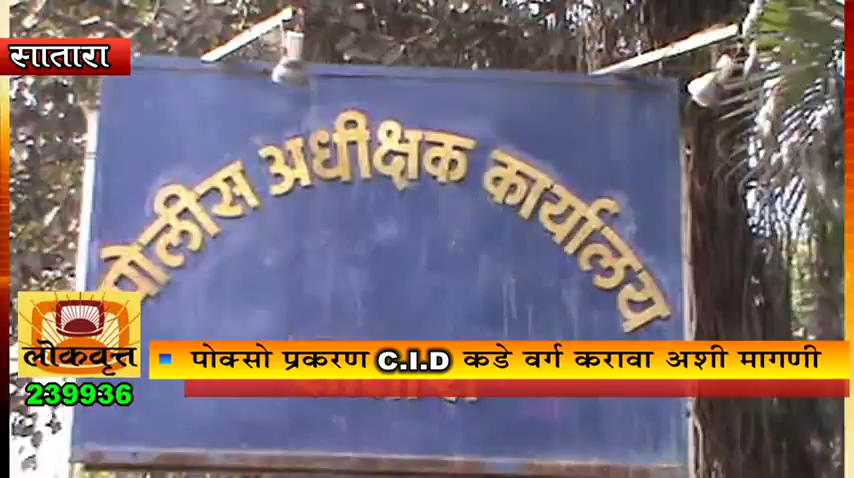 सातारा
पोलीस अधीक्षक कार्यालय
लोकवृत्त
पोक्सो प्रकरण C.I.D कडे वर्ग करावा अशी मागणी
239936